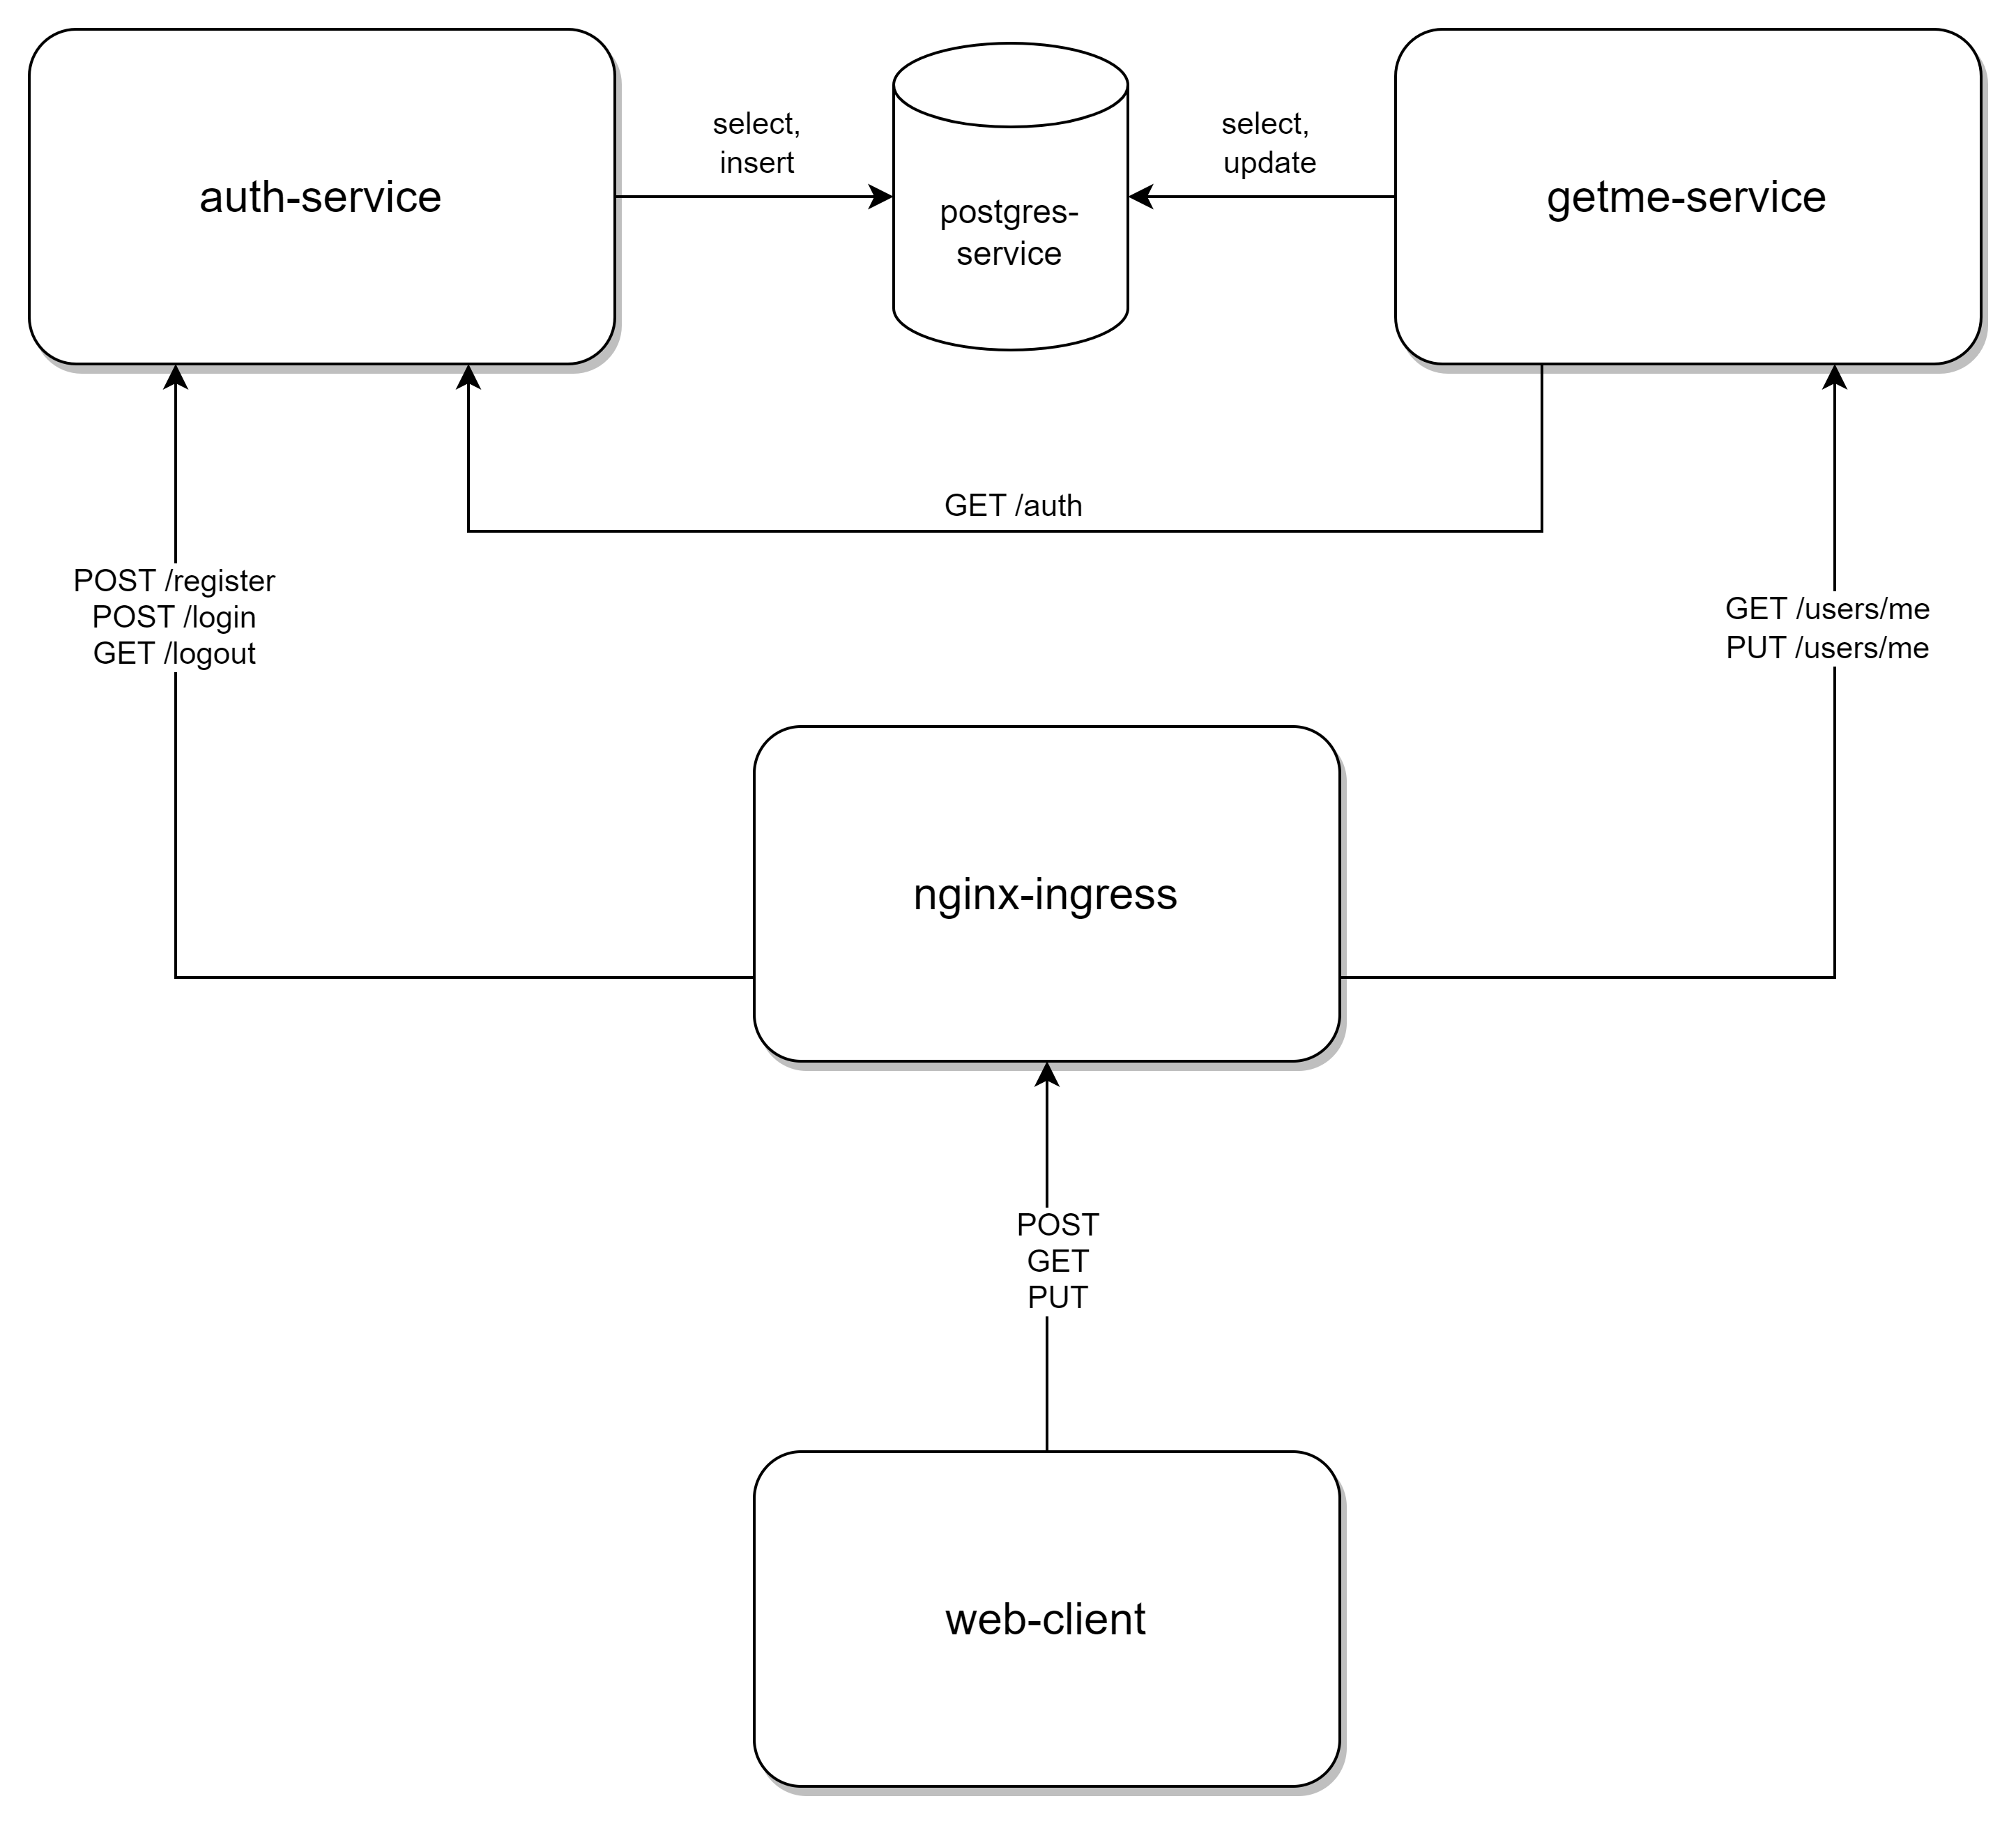 auth-service
select,
insert
postgres-
service
select,
update
getme-service
GET /auth
POST /register
POST /login
GET /logout
GET /users/me
PUT /users/me
nginx-ingress
POST
GET
PUT
web-client